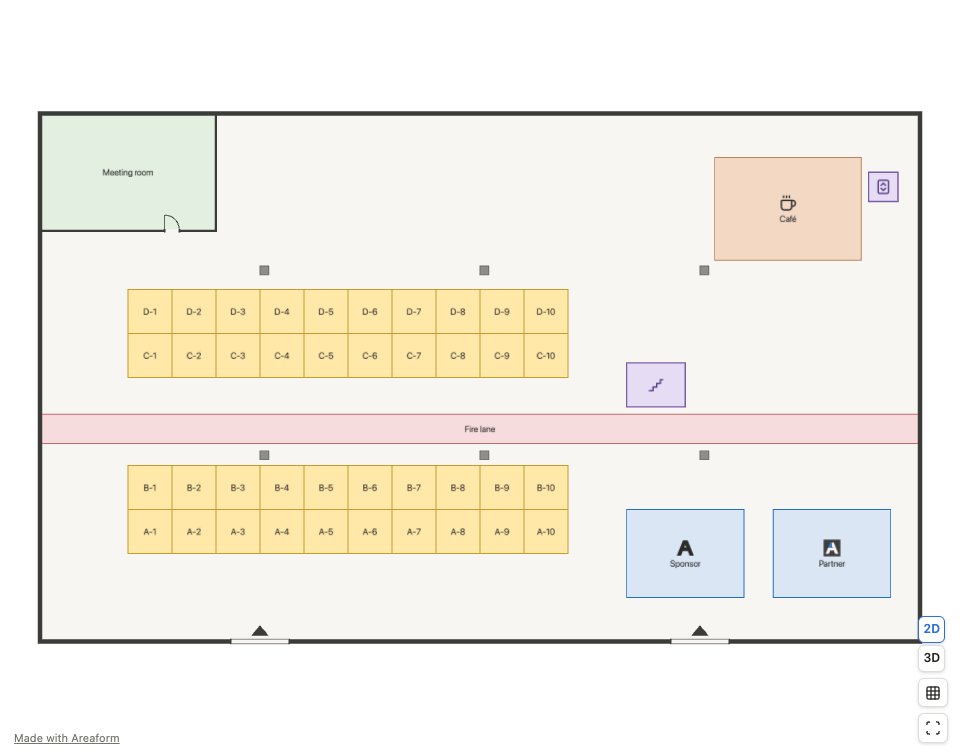 Meeting room
Café
D-1 D-2 D-3 D-4 D-5 D-6 D-7 D-8 D-9 D-10
C-1 C-2 C-3 C-4 C-5 C-6 C-7 C-8 C-9 C-10
Fire lane
B-1 B-2 B-3 B-4 B-5 B-6 B-7 B-8 B-9 B-10
A-1 A-2 A-3 A-4 A-5 A-6 A-7 A-8 A-9 A-10
A A
Sponsor Partner
2D
3D
Made with Areaform